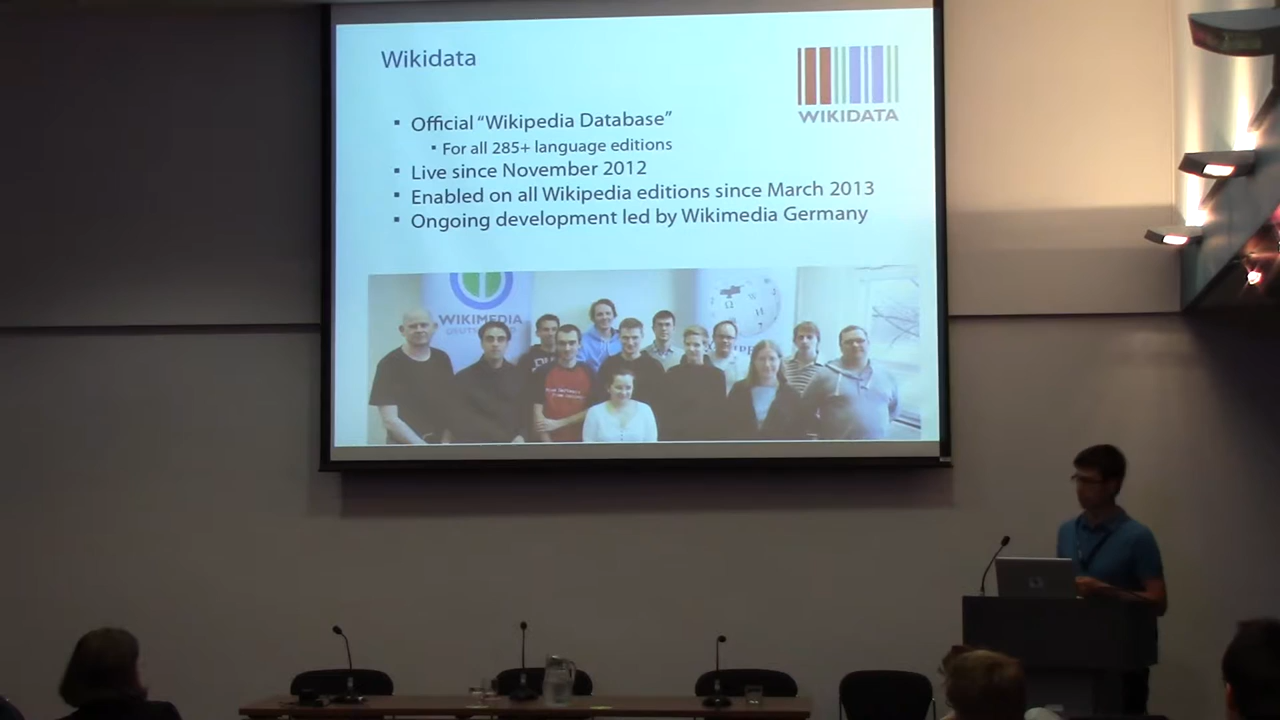 Wikidata
WIKIDATA
▪ Official “Wikipedia Database”
▪ For all 285+ language editions
▪ Live since November 2012
▪ Enabled on all Wikipedia editions since March 2013
▪ Ongoing development led by Wikimedia Germany
WIKIMEDIA